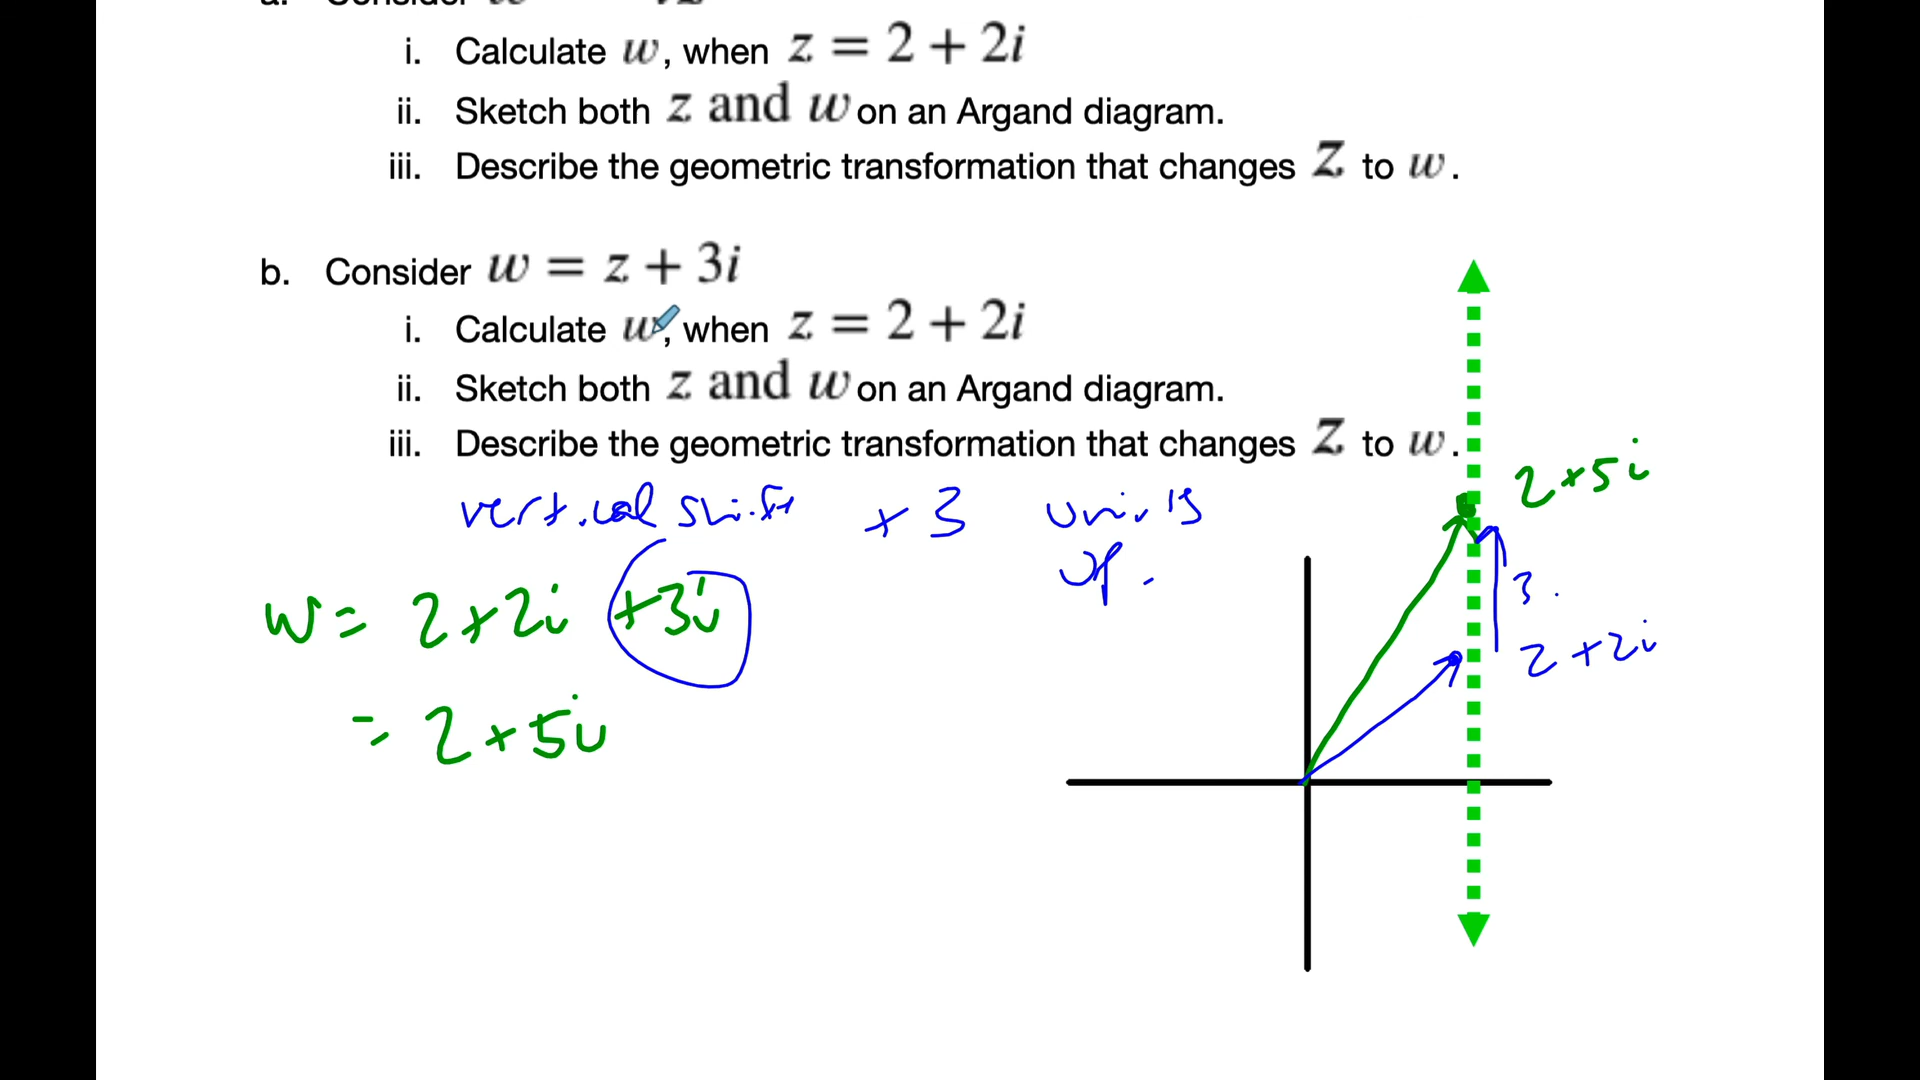 i. Calculate w, when z = 2 + 2i
ii. Sketch both z and w on an Argand diagram.
iii. Describe the geometric transformation that changes z to w.
b. Consider w = z + 3i
i. Calculate w, when z = 2 + 2i
ii. Sketch both z and w on an Argand diagram.
iii. Describe the geometric transformation that changes z to w.
vertical shift + 3 units
up.
w = 2 + 2i + 3i
= 2 + 5i
2 + 5i
3.
2 + 2i